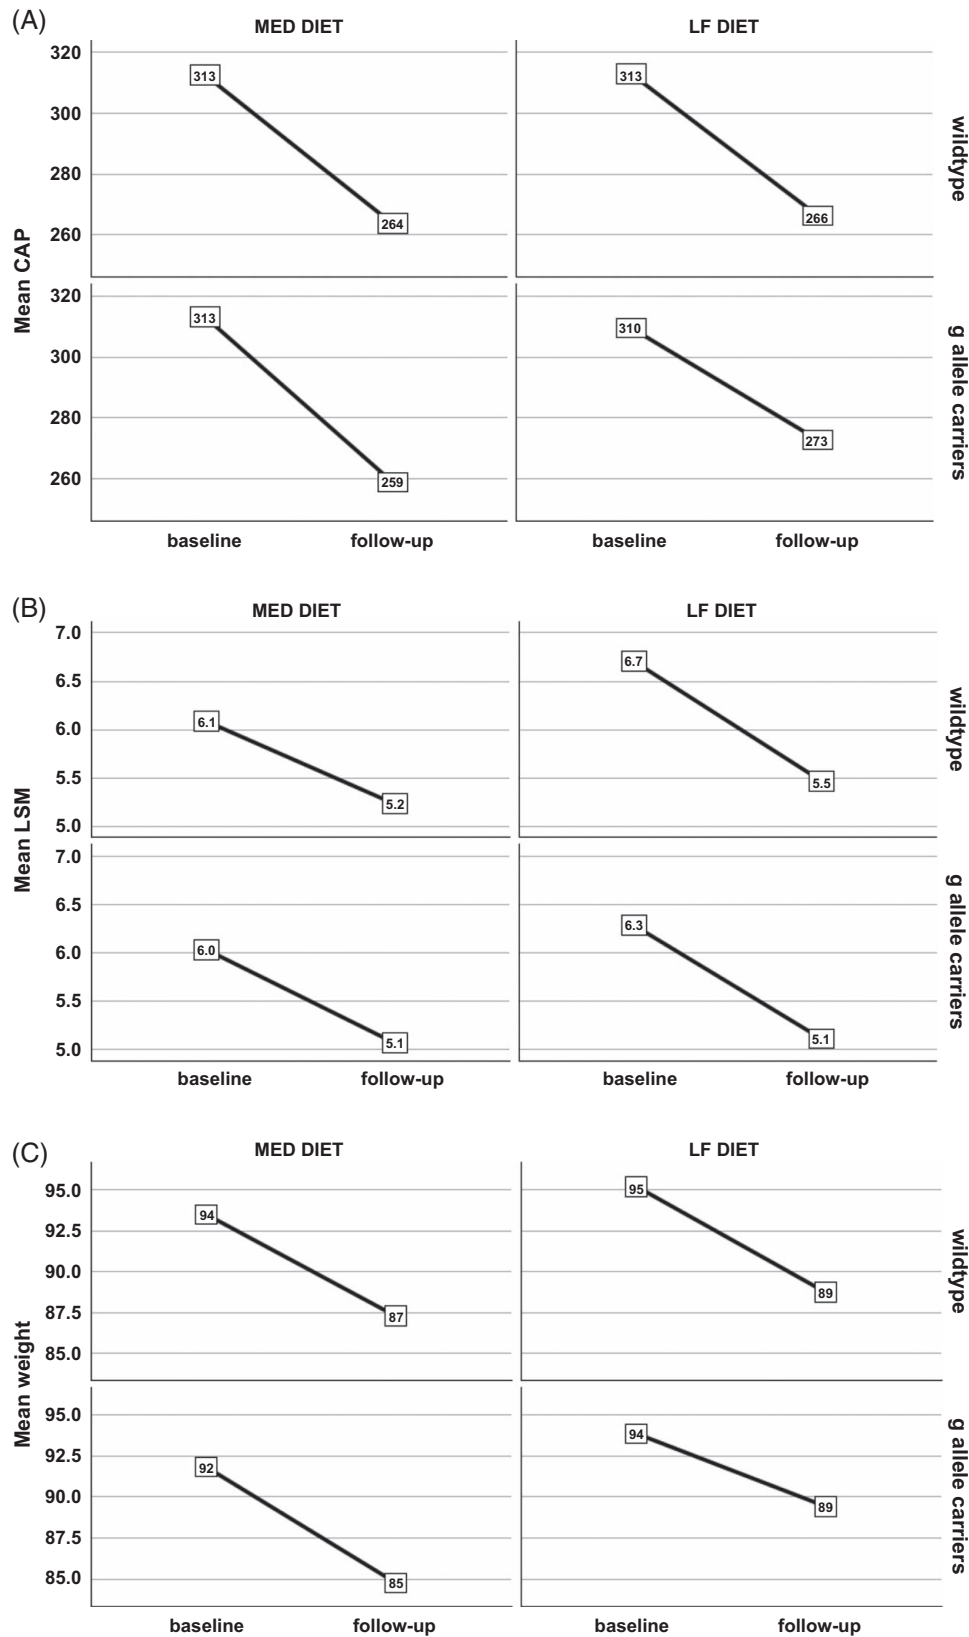 (A)
MED DIET
LF DIET
320
300
280
260
313
264
313
266
wildtype
Mean CAP
320
300
280
260
313
259
310
273
g allele carriers
baseline
follow-up
baseline
follow-up
(B)
MED DIET
LF DIET
7.0
6.5
6.0
5.5
5.0
6.1
5.2
6.7
5.5
wildtype
Mean LSM
7.0
6.5
6.0
5.5
5.0
6.0
5.1
6.3
5.1
g allele carriers
baseline
follow-up
baseline
follow-up
(C)
MED DIET
LF DIET
95.0
92.5
90.0
87.5
85.0
94
87
95
89
wildtype
Mean weight
95.0
92.5
90.0
87.5
85.0
92
85
94
89
g allele carriers
baseline
follow-up
baseline
follow-up